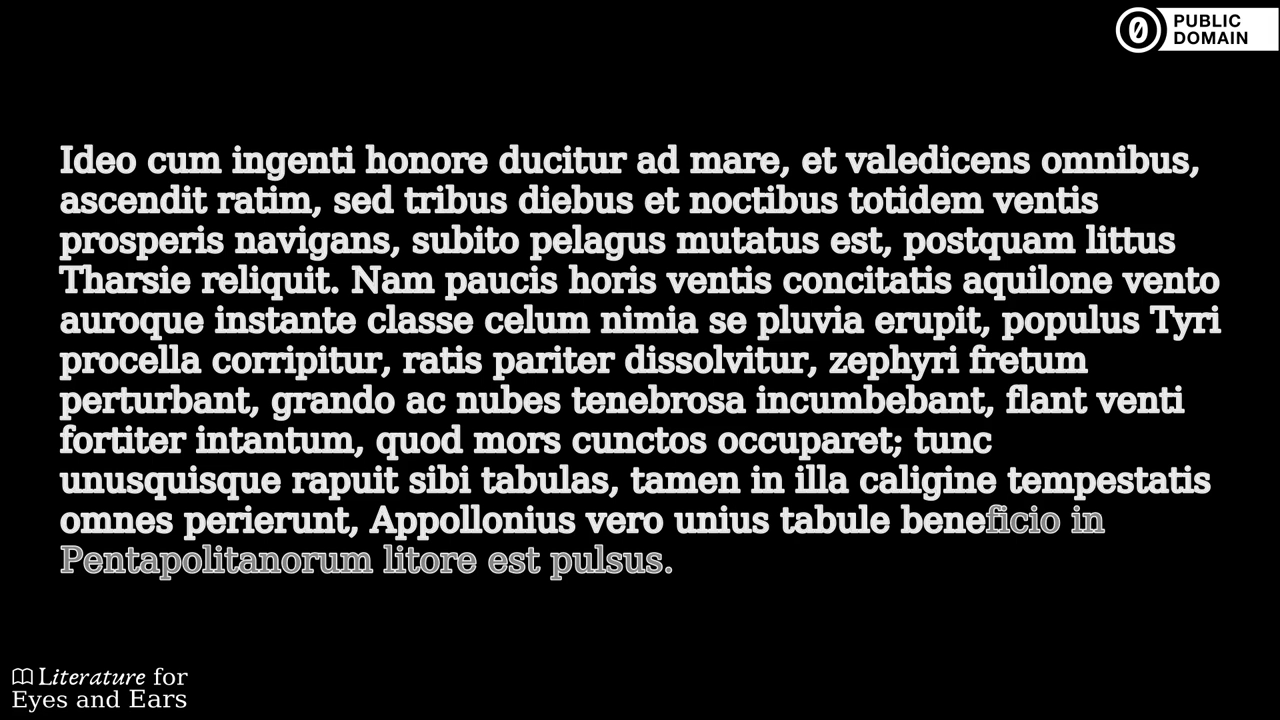 PUBLIC
DOMAIN
Ideo cum ingenti honore ducitur ad mare, et valedicens omnibus,
ascendit ratim, sed tribus diebus et noctibus totidem ventis
prosperis navigans, subito pelagus mutatus est, postquam littus
Tharsie reliquit. Nam paucis horis ventis concitatis aquilone vento
auroque instante classe celum nimia se pluvia erupit, populus Tyri
procella corripitur, ratis pariter dissolvitur, zephyri fretum
perturbant, grando ac nubes tenebrosa incumbebant, flant venti
fortiter intantum, quod mors cunctos occuparet; tunc
unusquisque rapuit sibi tabulas, tamen in illa caligine tempestatis
omnes perierunt, Appollonius vero unius tabule beneficio in
Pentapolitanorum litore est pulsus.
Literature for
Eyes and Ears